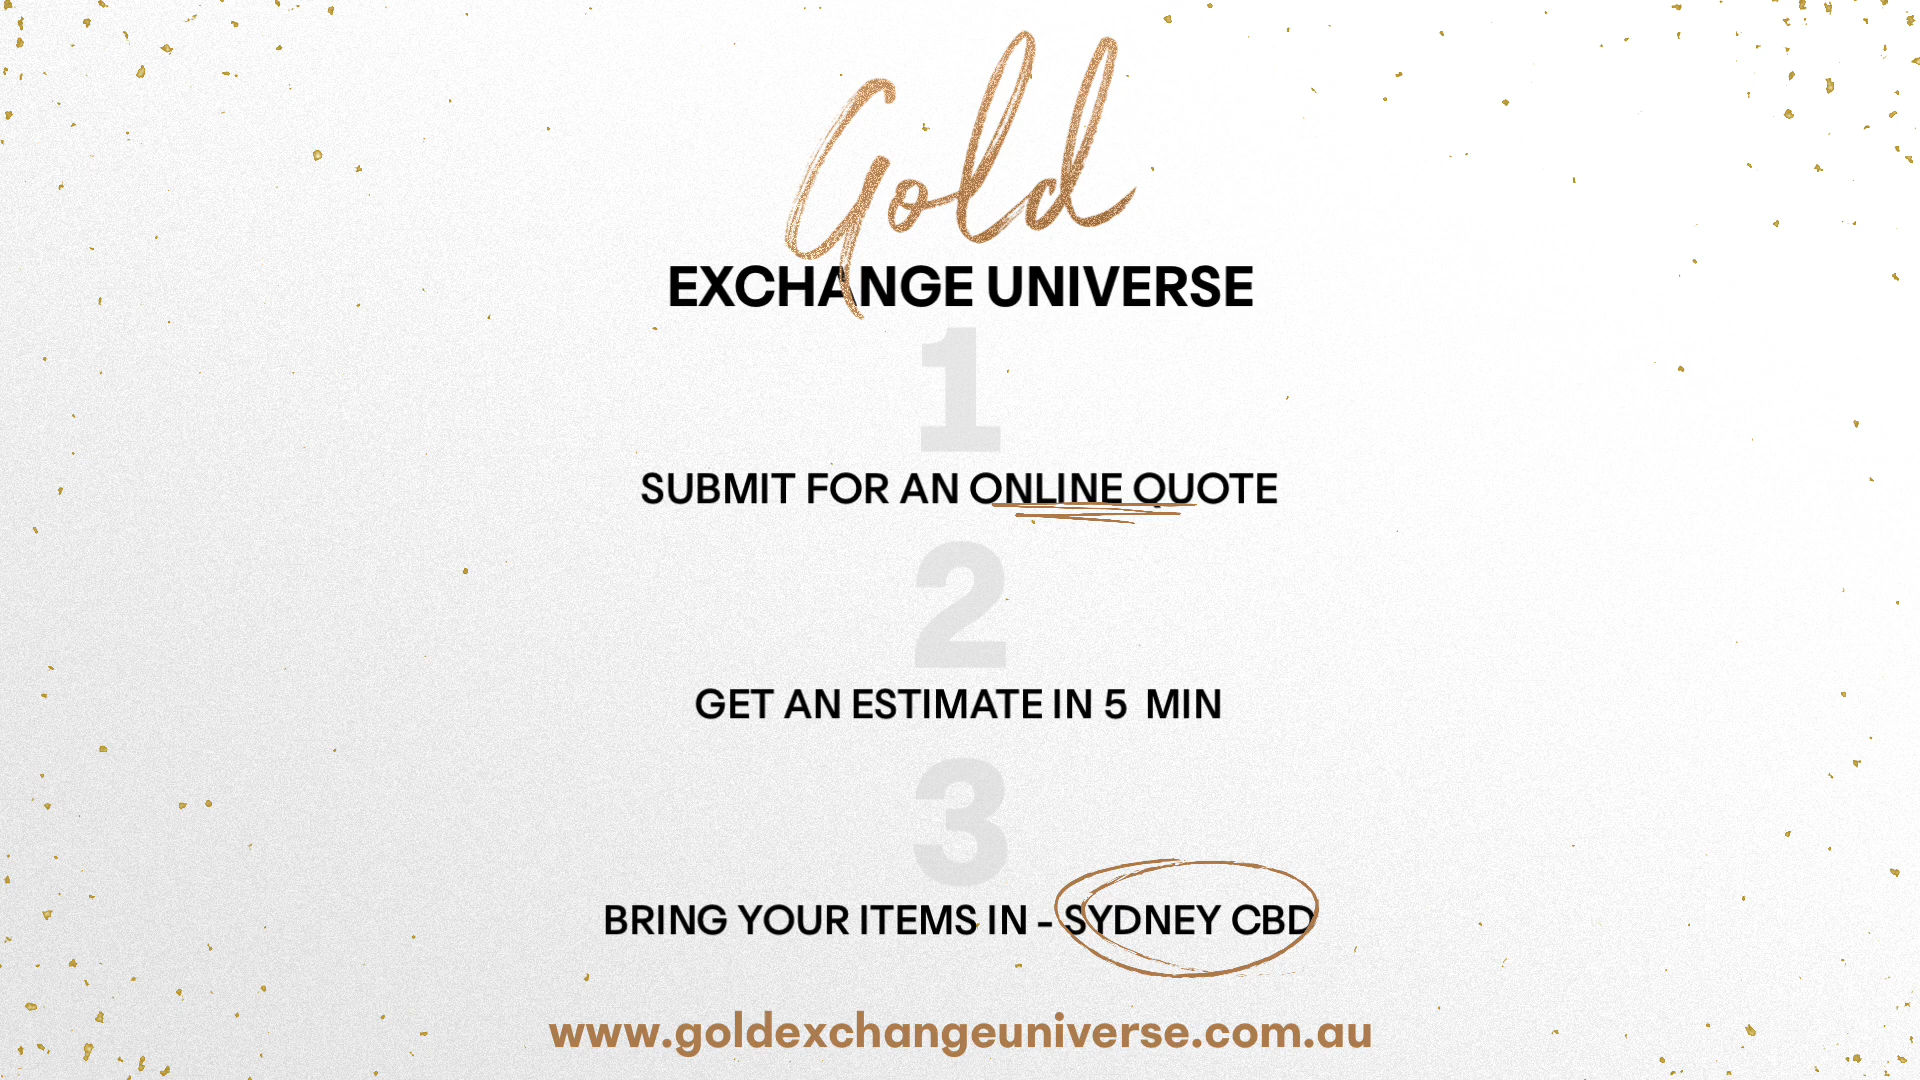 Gold
EXCHANGE UNIVERSE
1
SUBMIT FOR AN ONLINE QUOTE
2
GET AN ESTIMATE IN 5 MIN
3
BRING YOUR ITEMS IN - SYDNEY CBD
www.goldexchangeuniverse.com.au